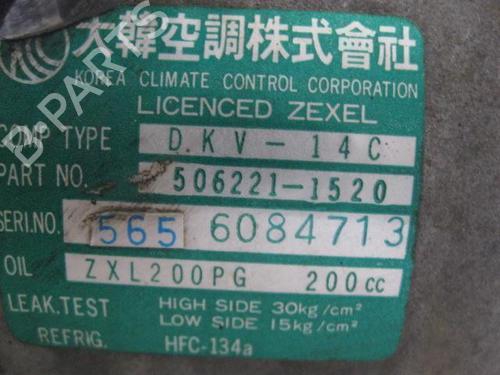 大韓空調株式會社
KOREA CLIMATE CONTROL CORPORATION
LICENCED ZEXEL
COMP TYPE DKV-14C
PART NO. 506221-1520
SERI.NO. 565 6084713
OIL ZXL200PG 200cc
LEAK.TEST HIGH SIDE 30kg/cm²
LOW SIDE 15kg/cm²
REFRIG. HFC-134a
B-PARTS